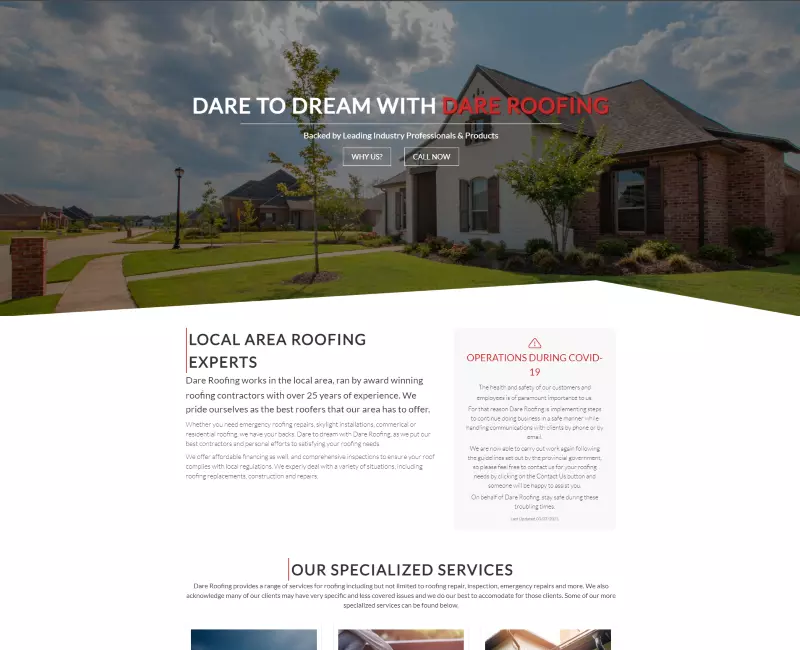 DARE TO DREAM WITH DARE ROOFING
Backed by Leading Industry Professionals & Products
WHY US?
CALL NOW
LOCAL AREA ROOFING
EXPERTS
Dare Roofing works in the local area, ran by award winning
roofing contractors with over 25 years of experience. We
pride ourselves as the best roofers that our area has to offer.
Whether you need emergency roofing repairs, skylight installations, commerical or
residential roofing, we have your backs. Dare to dream with Dare Roofing, as we put our
best contractors and personal efforts to satisfying your roofing needs.
We offer affordable financing as well, and comprehensive inspections to ensure your roof
complies with local regulations. We experly deal with a variety of situations, including
roofing replacements, construction and repairs.
OPERATIONS DURING COVID-
19
The health and safety of our customers and
employees is of paramount importance to us.
For that reason Dare Roofing is implementing steps
to continue doing business in a safe manner while
handling communications with clients by phone or by
email.
We are now able to carry out work again following
the guidelines set out by the provincial government,
so please feel free to contact us for your roofing
needs by clicking on the Contact Us button and
someone will be happy to assist you.
On behalf of Dare Roofing, stay safe during these
troubling times.
Last Updated
OUR SPECIALIZED SERVICES
Dare Roofing provides a range of services for roofing including but not limited to roofing repair, inspection, emergency repairs and more. We also
acknowledge many of our clients may have very specific and less covered issues and we do our best to accomodate for those clients. Some of our more
specialized services can be found below.